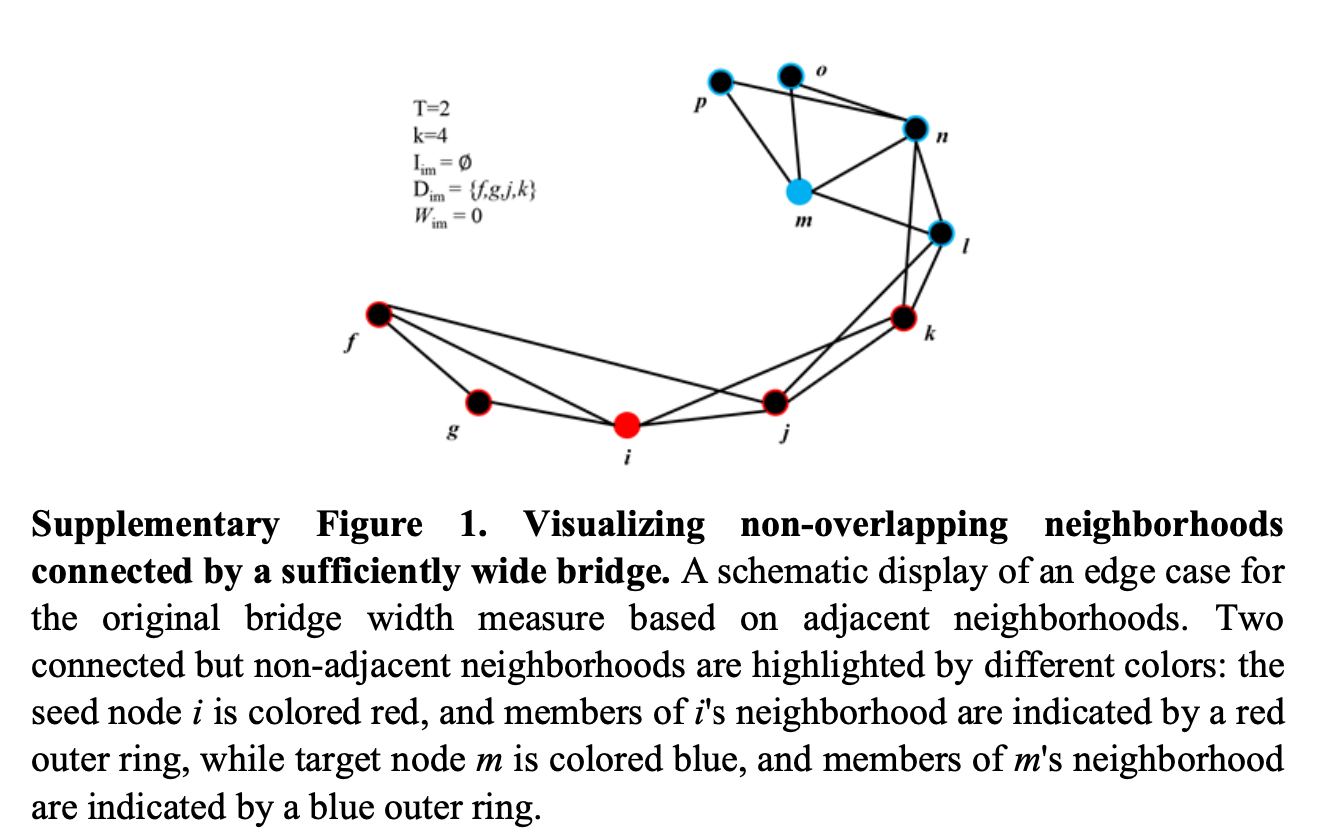 o
p
n
T=2
k=4
I_im = Ø
D_im = {f,g,j,k}
W_im = 0
m
l
f
k
g
j
i
Supplementary Figure 1. Visualizing non-overlapping neighborhoods
connected by a sufficiently wide bridge. A schematic display of an edge case for
the original bridge width measure based on adjacent neighborhoods. Two
connected but non-adjacent neighborhoods are highlighted by different colors: the
seed node i is colored red, and members of i's neighborhood are indicated by a red
outer ring, while target node m is colored blue, and members of m's neighborhood
are indicated by a blue outer ring.